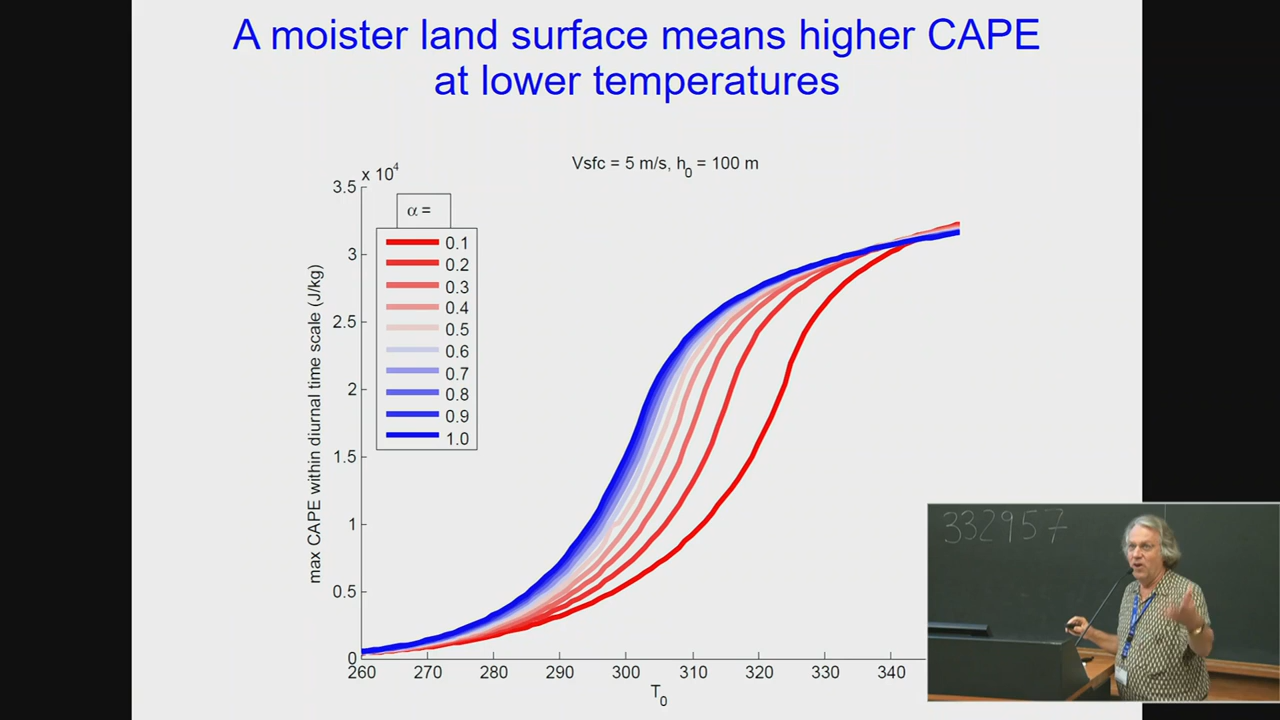 A moister land surface means higher CAPE
at lower temperatures
Vsfc = 5 m/s, h0 = 100 m
x 10^4
3.5
3
2.5
2
1.5
1
0.5
0
max CAPE within diurnal time scale (J/kg)
α =
0.1
0.2
0.3
0.4
0.5
0.6
0.7
0.8
0.9
1.0
260 270 280 290 300 310 320 330 340
T0
332957